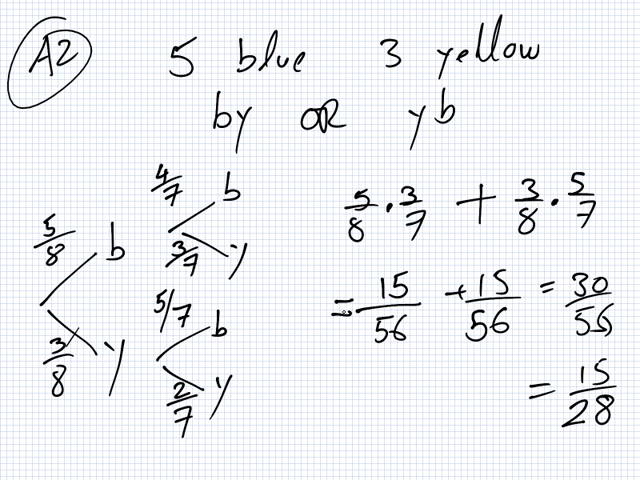 A2 5 blue 3 yellow
by OR yb
4/7 b
5/8 b 3/7 y
5/7 b
3/8 y 2/7 y
5/8 · 3/7 + 3/8 · 5/7
= 15/56 + 15/56 = 30/56
= 15/28